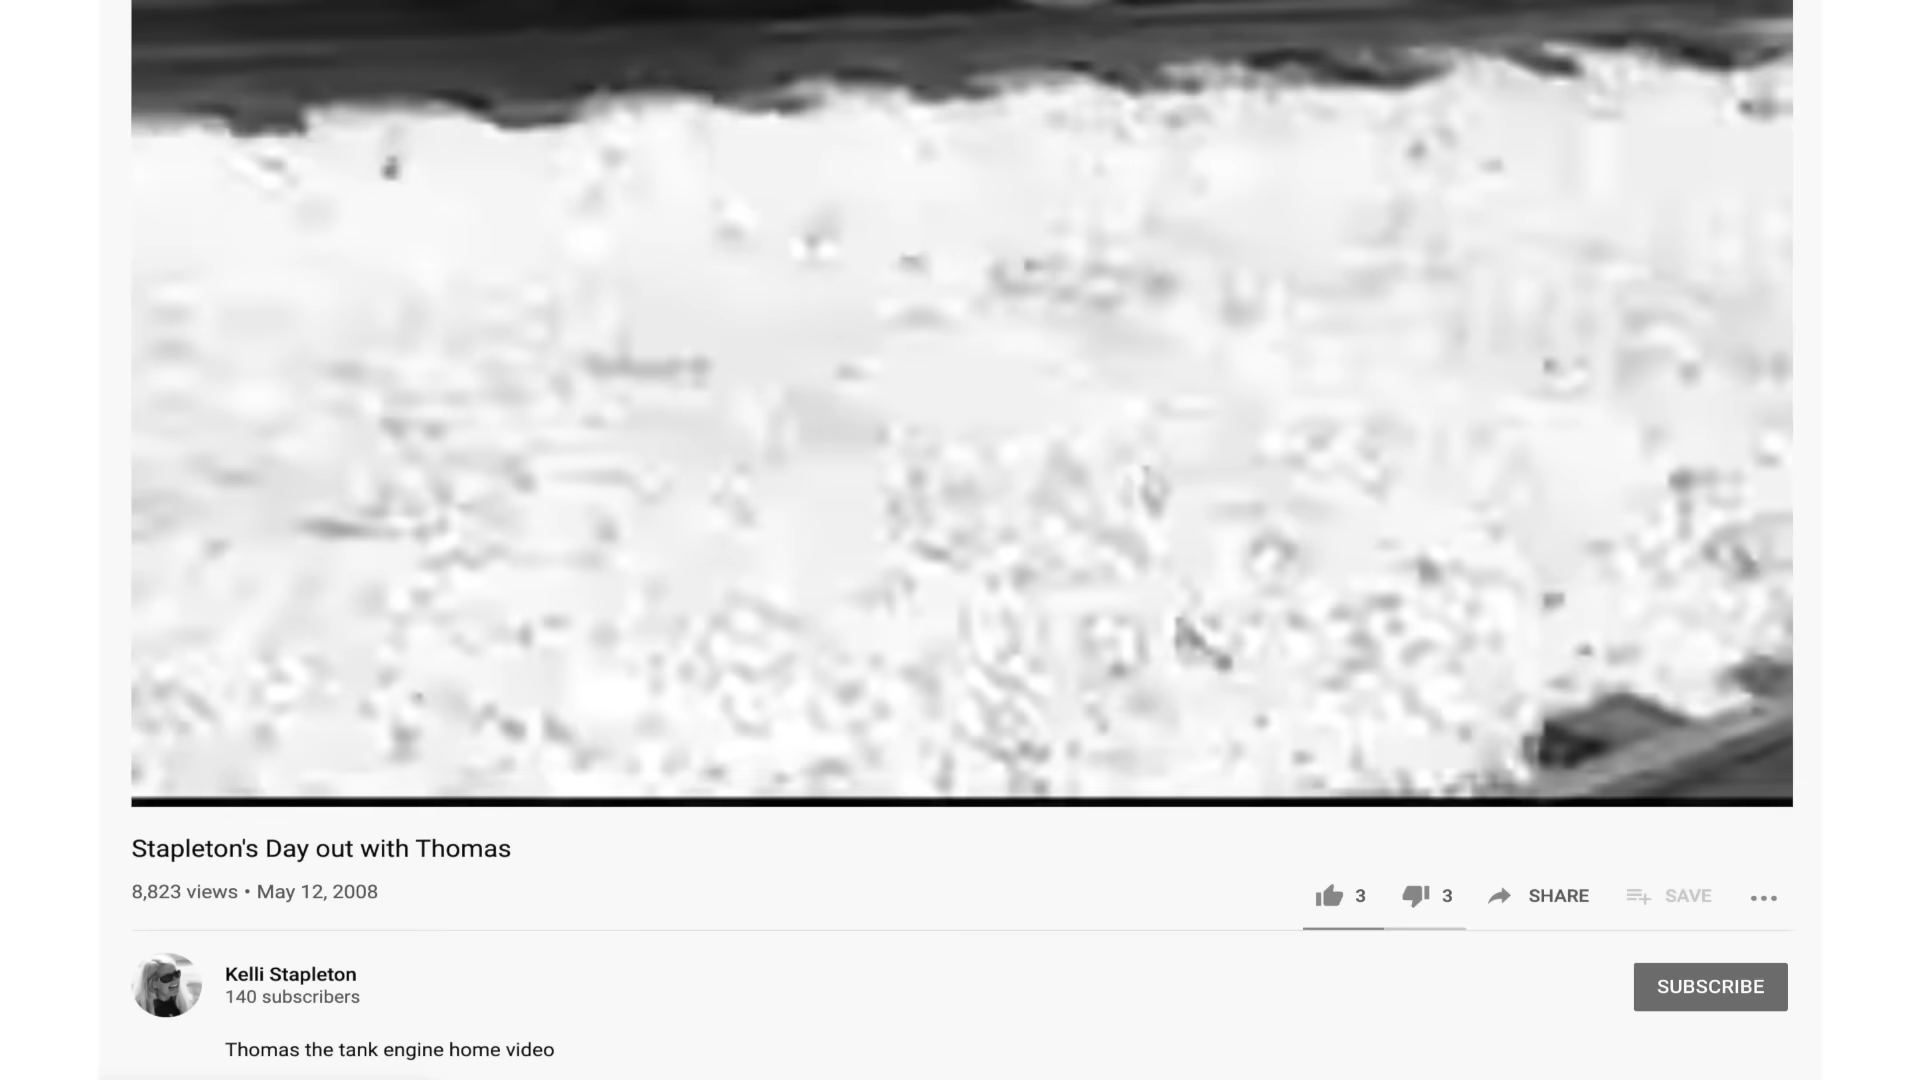 Stapleton's Day out with Thomas
8,823 views • May 12, 2008
3 3 SHARE SAVE
Kelli Stapleton
140 subscribers
SUBSCRIBE
Thomas the tank engine home video